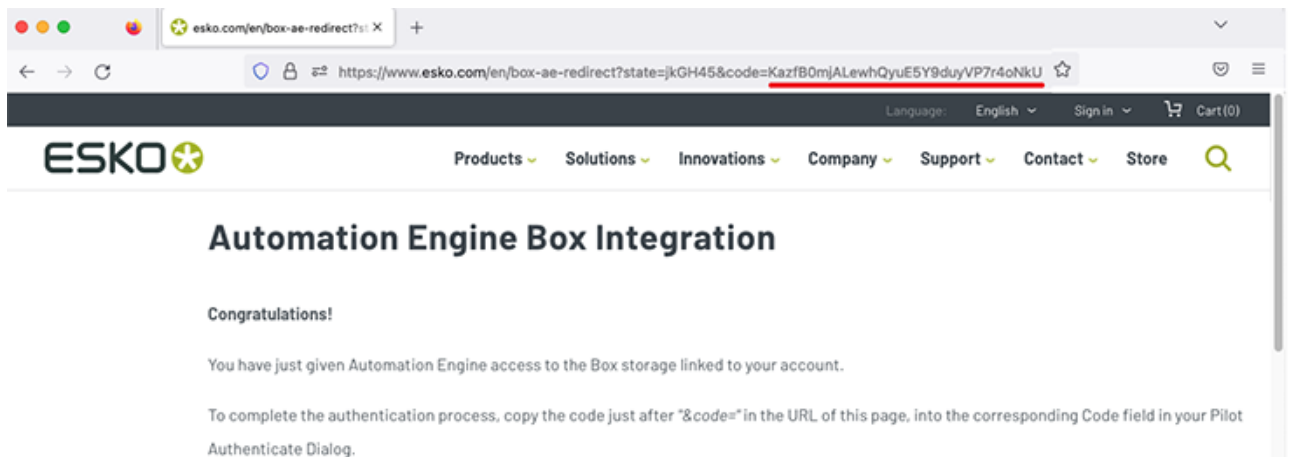 esko.com/en/box-ae-redirect?st
https://www.esko.com/en/box-ae-redirect?state=jkGH45&code=KazfB0mjALewhQyuE5Y9duyVP7r4oNkU
Language: English Sign in Cart (0)
ESKO Products Solutions Innovations Company Support Contact Store
Automation Engine Box Integration
Congratulations!
You have just given Automation Engine access to the Box storage linked to your account.
To complete the authentication process, copy the code just after "&code=" in the URL of this page, into the corresponding Code field in your Pilot
Authenticate Dialog.